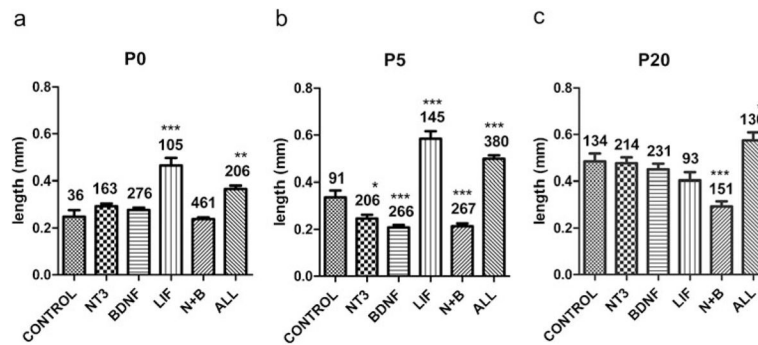 a
P0
length (mm)
0.8
0.6
0.4
0.2
0.0
36
163
276
***
105
461
**
206
CONTROL
NT3
BDNF
LIF
N+B
ALL
b
P5
length (mm)
0.8
0.6
0.4
0.2
0.0
91
*
206
***
266
***
145
***
267
***
380
CONTROL
NT3
BDNF
LIF
N+B
ALL
c
P20
length (mm)
0.8
0.6
0.4
0.2
0.0
134
214
231
93
***
151
CONTROL
NT3
BDNF
LIF
N+B
ALL